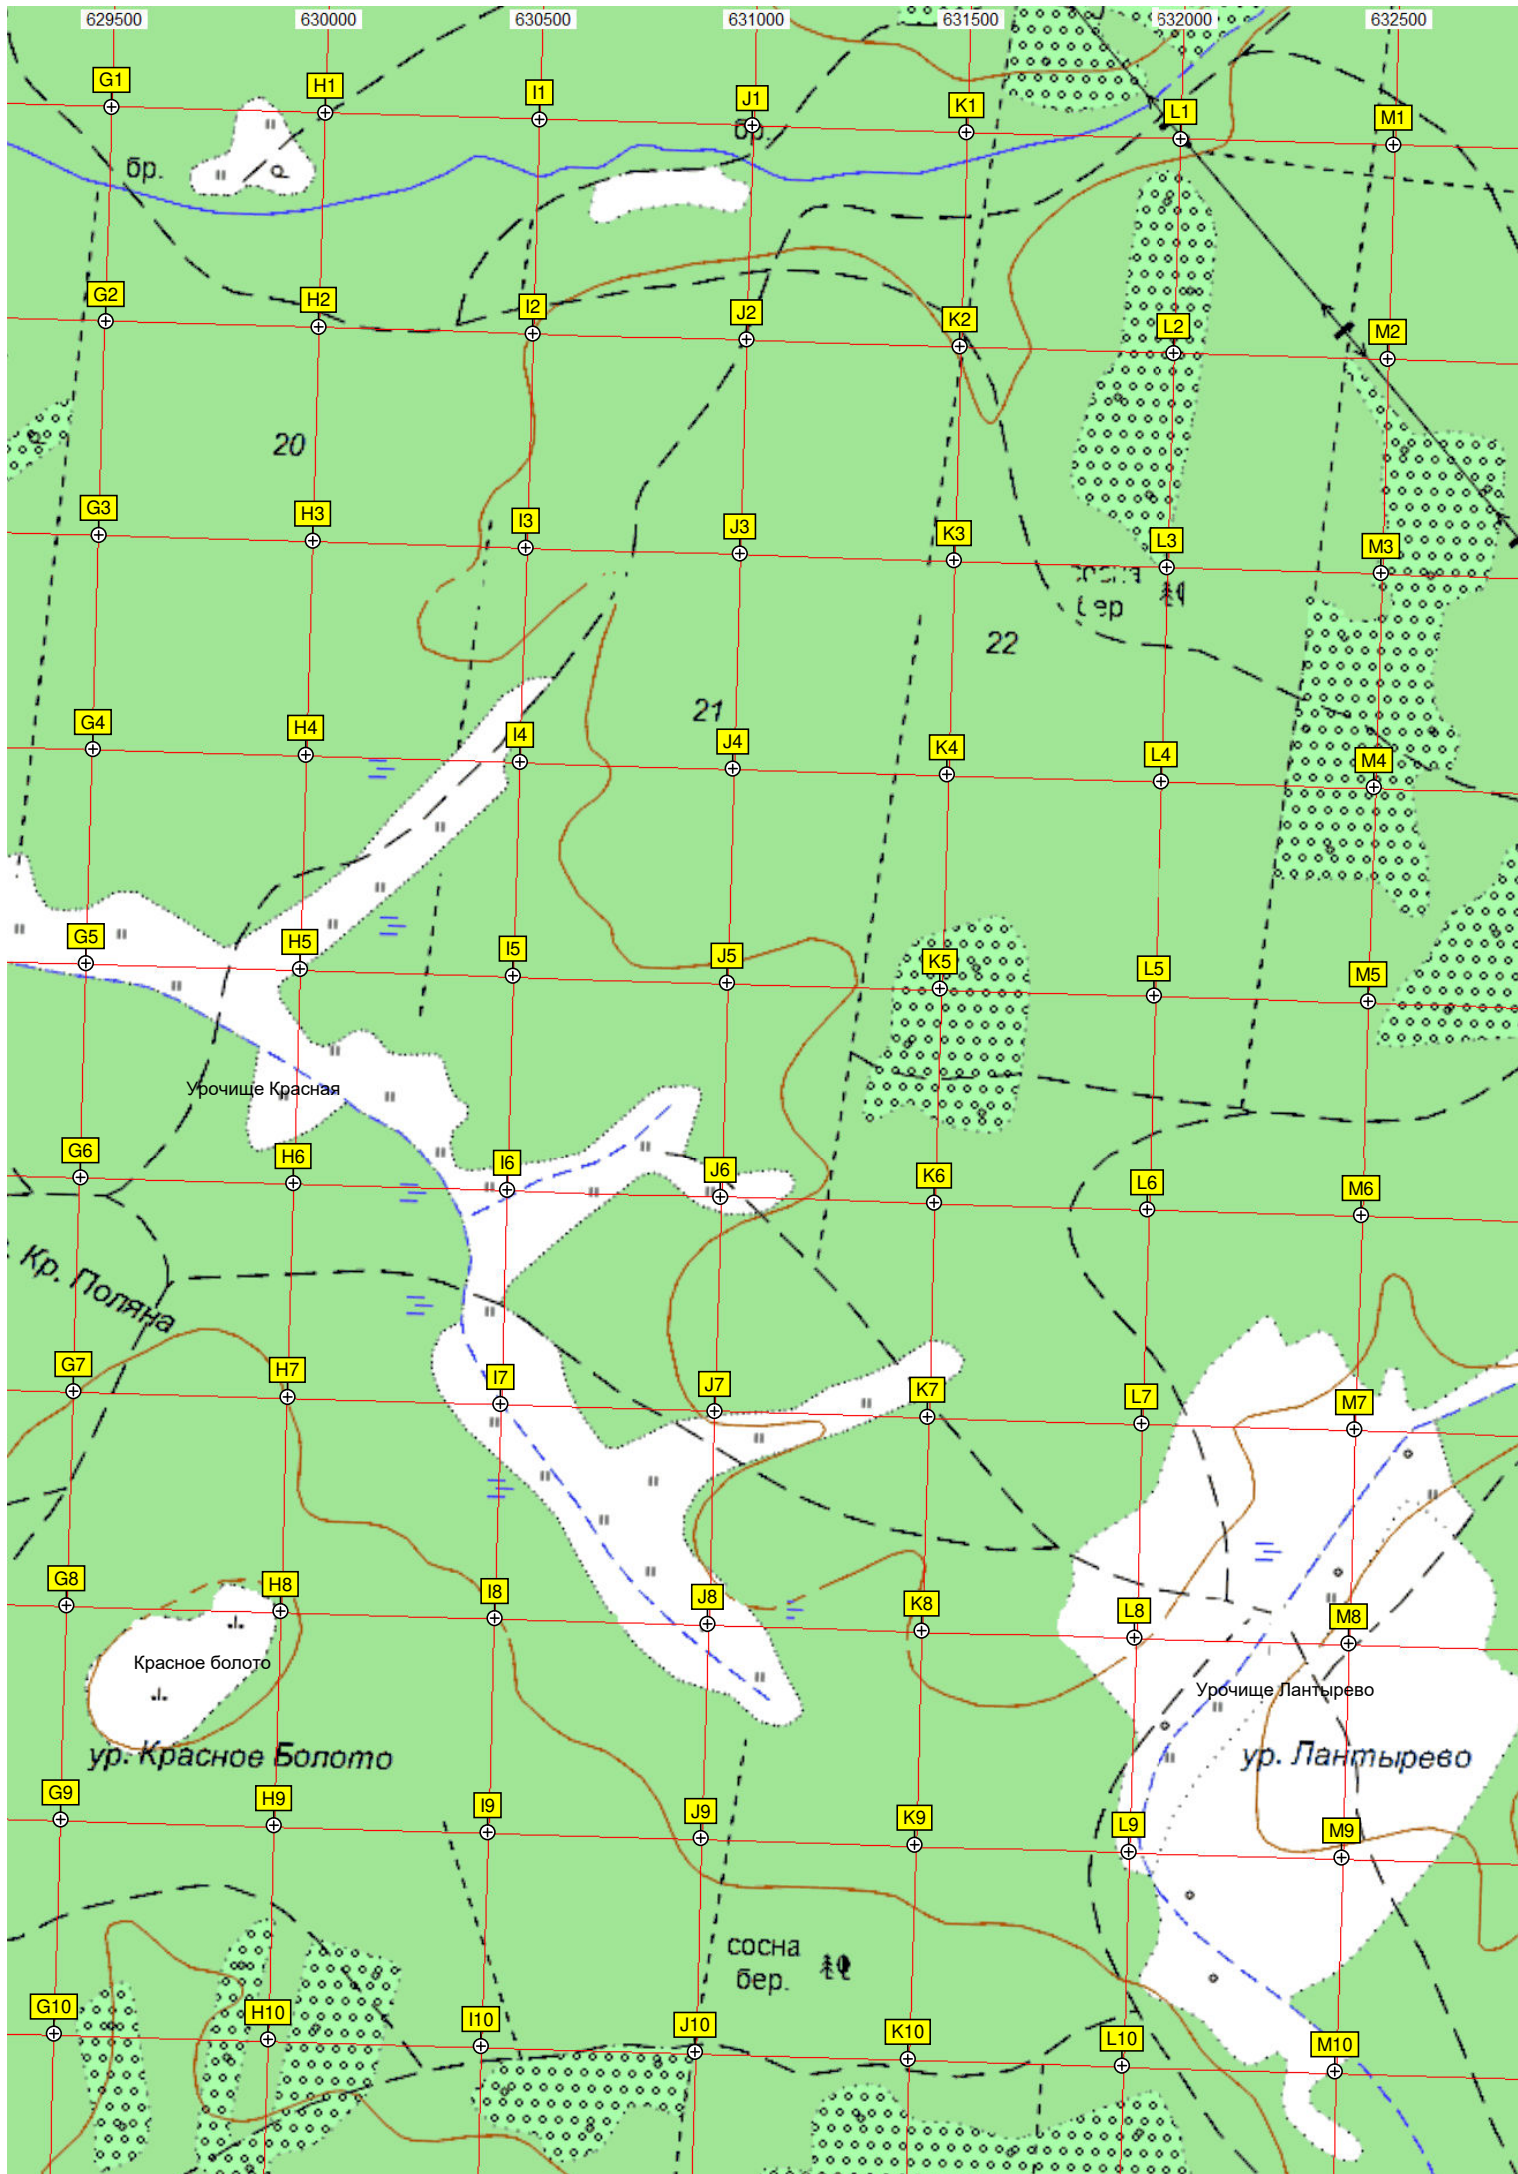 629500 630000 630500 631000 631500 632000 632500
G1 H1 I1 J1 K1 L1 M1
бр.
бр.
G2 H2 I2 J2 K2 L2 M2
20
G3 H3 I3 J3 K3 L3 M3
22
21
G4 H4 I4 J4 K4 L4 M4
G5 H5 I5 J5 K5 L5 M5
Урочище Красная
G6 H6 I6 J6 K6 L6 M6
Кр. Поляна
G7 H7 I7 J7 K7 L7 M7
G8 H8 I8 J8 K8 L8 M8
Красное болото
Урочище Лантырево
ур. Красное Болото
ур. Лантырево
G9 H9 I9 J9 K9 L9 M9
сосна
бер.
G10 H10 I10 J10 K10 L10 M10